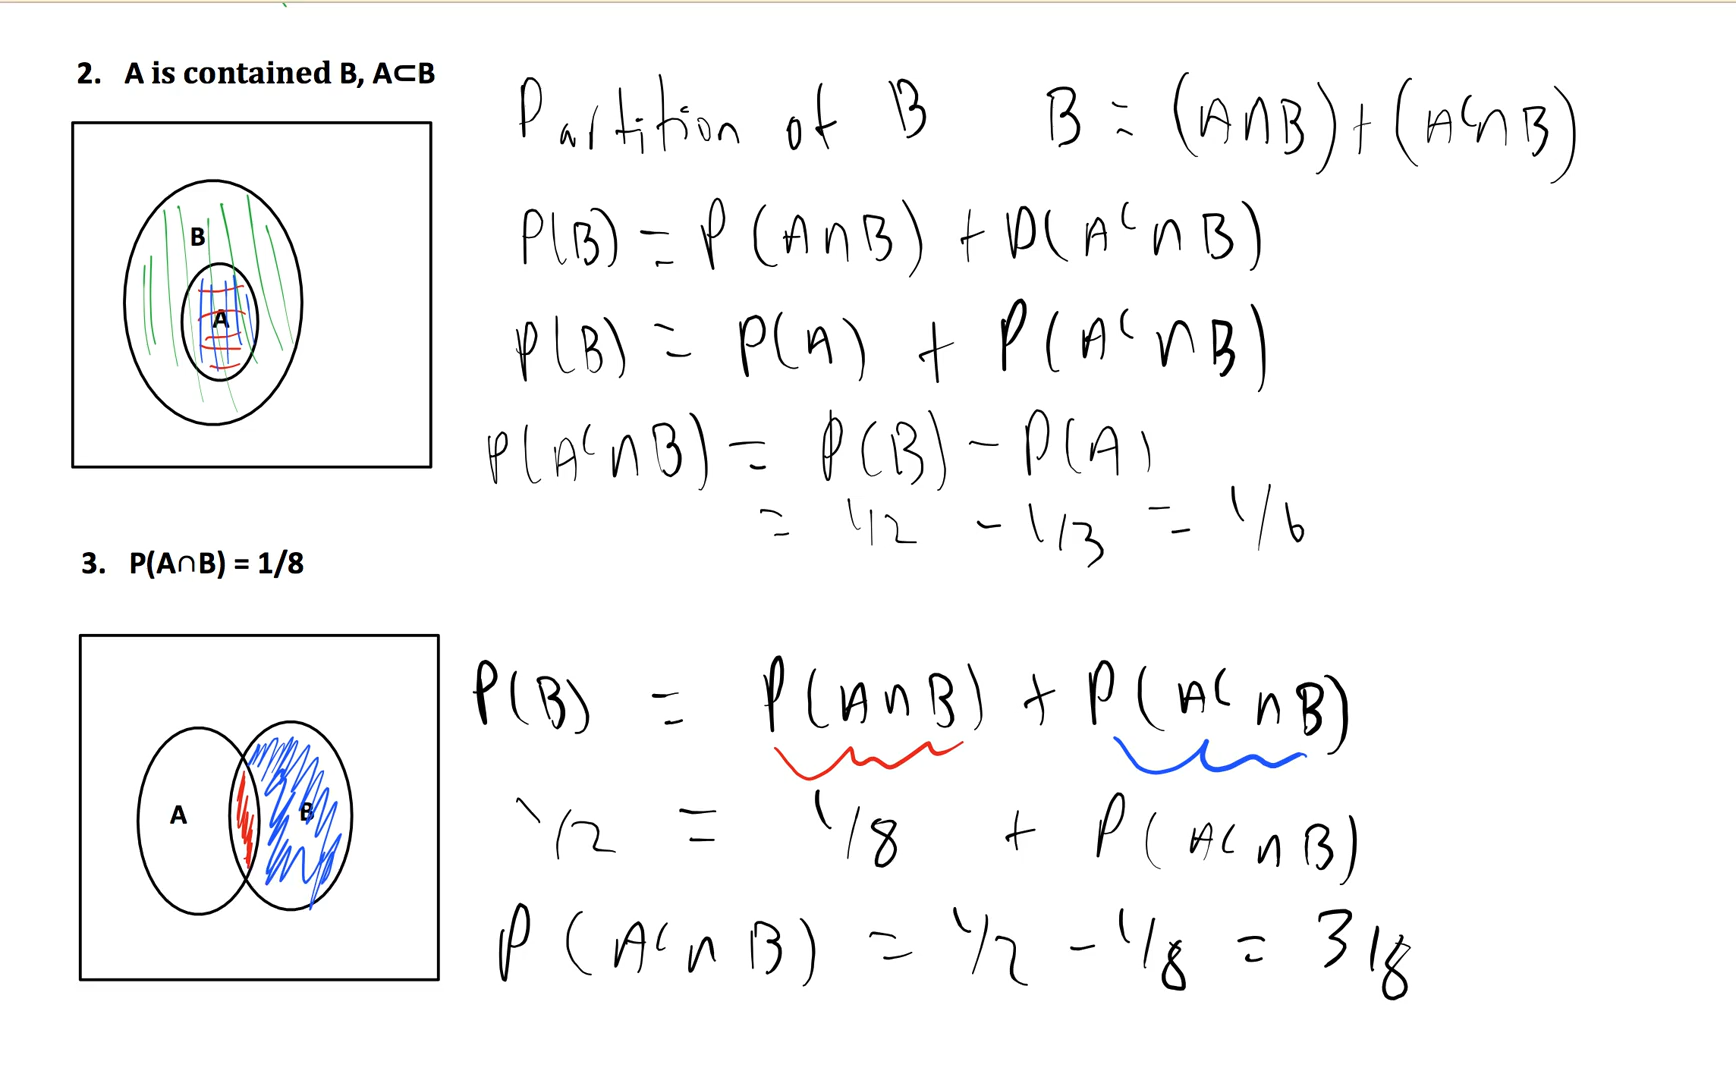 2. A is contained B, A⊂B
Partition of B B = (A∩B)+(Aᶜ∩B)
P(B) = P(A∩B) + P(Aᶜ∩B)
B
A
P(B) = P(A) + P(Aᶜ∩B)
P(Aᶜ∩B) = P(B) - P(A)
= 1/2 - 1/3 = 1/6
3. P(A∩B) = 1/8
P(B) = P(A∩B) + P(Aᶜ∩B)
A B
1/2 = 1/8 + P(Aᶜ∩B)
P(Aᶜ∩B) = 1/2 - 1/8 = 3/8